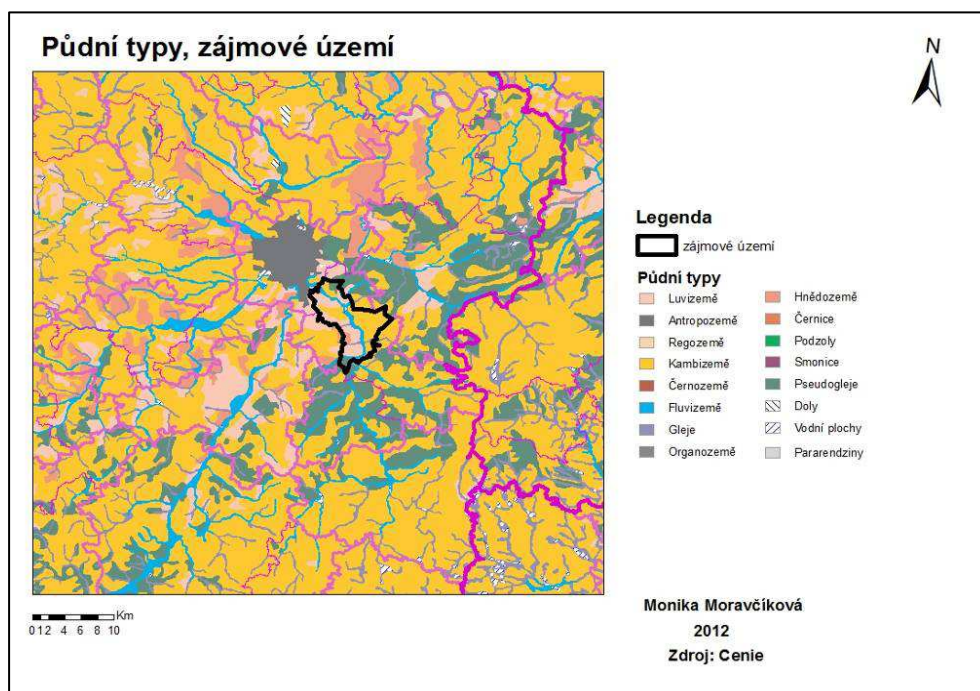 Půdní typy, zájmové území
N
Legenda
zájmové území
Půdní typy
Luvizemě
Antropozemě
Regozemě
Kambizemě
Černozemě
Fluvizemě
Gleje
Organozemě
Hnědozemě
Černice
Podzoly
Smonice
Pseudogleje
Doly
Vodní plochy
Pararendziny
Km
0 1 2 4 6 8 10
Monika Moravčíková
2012
Zdroj: Cenie